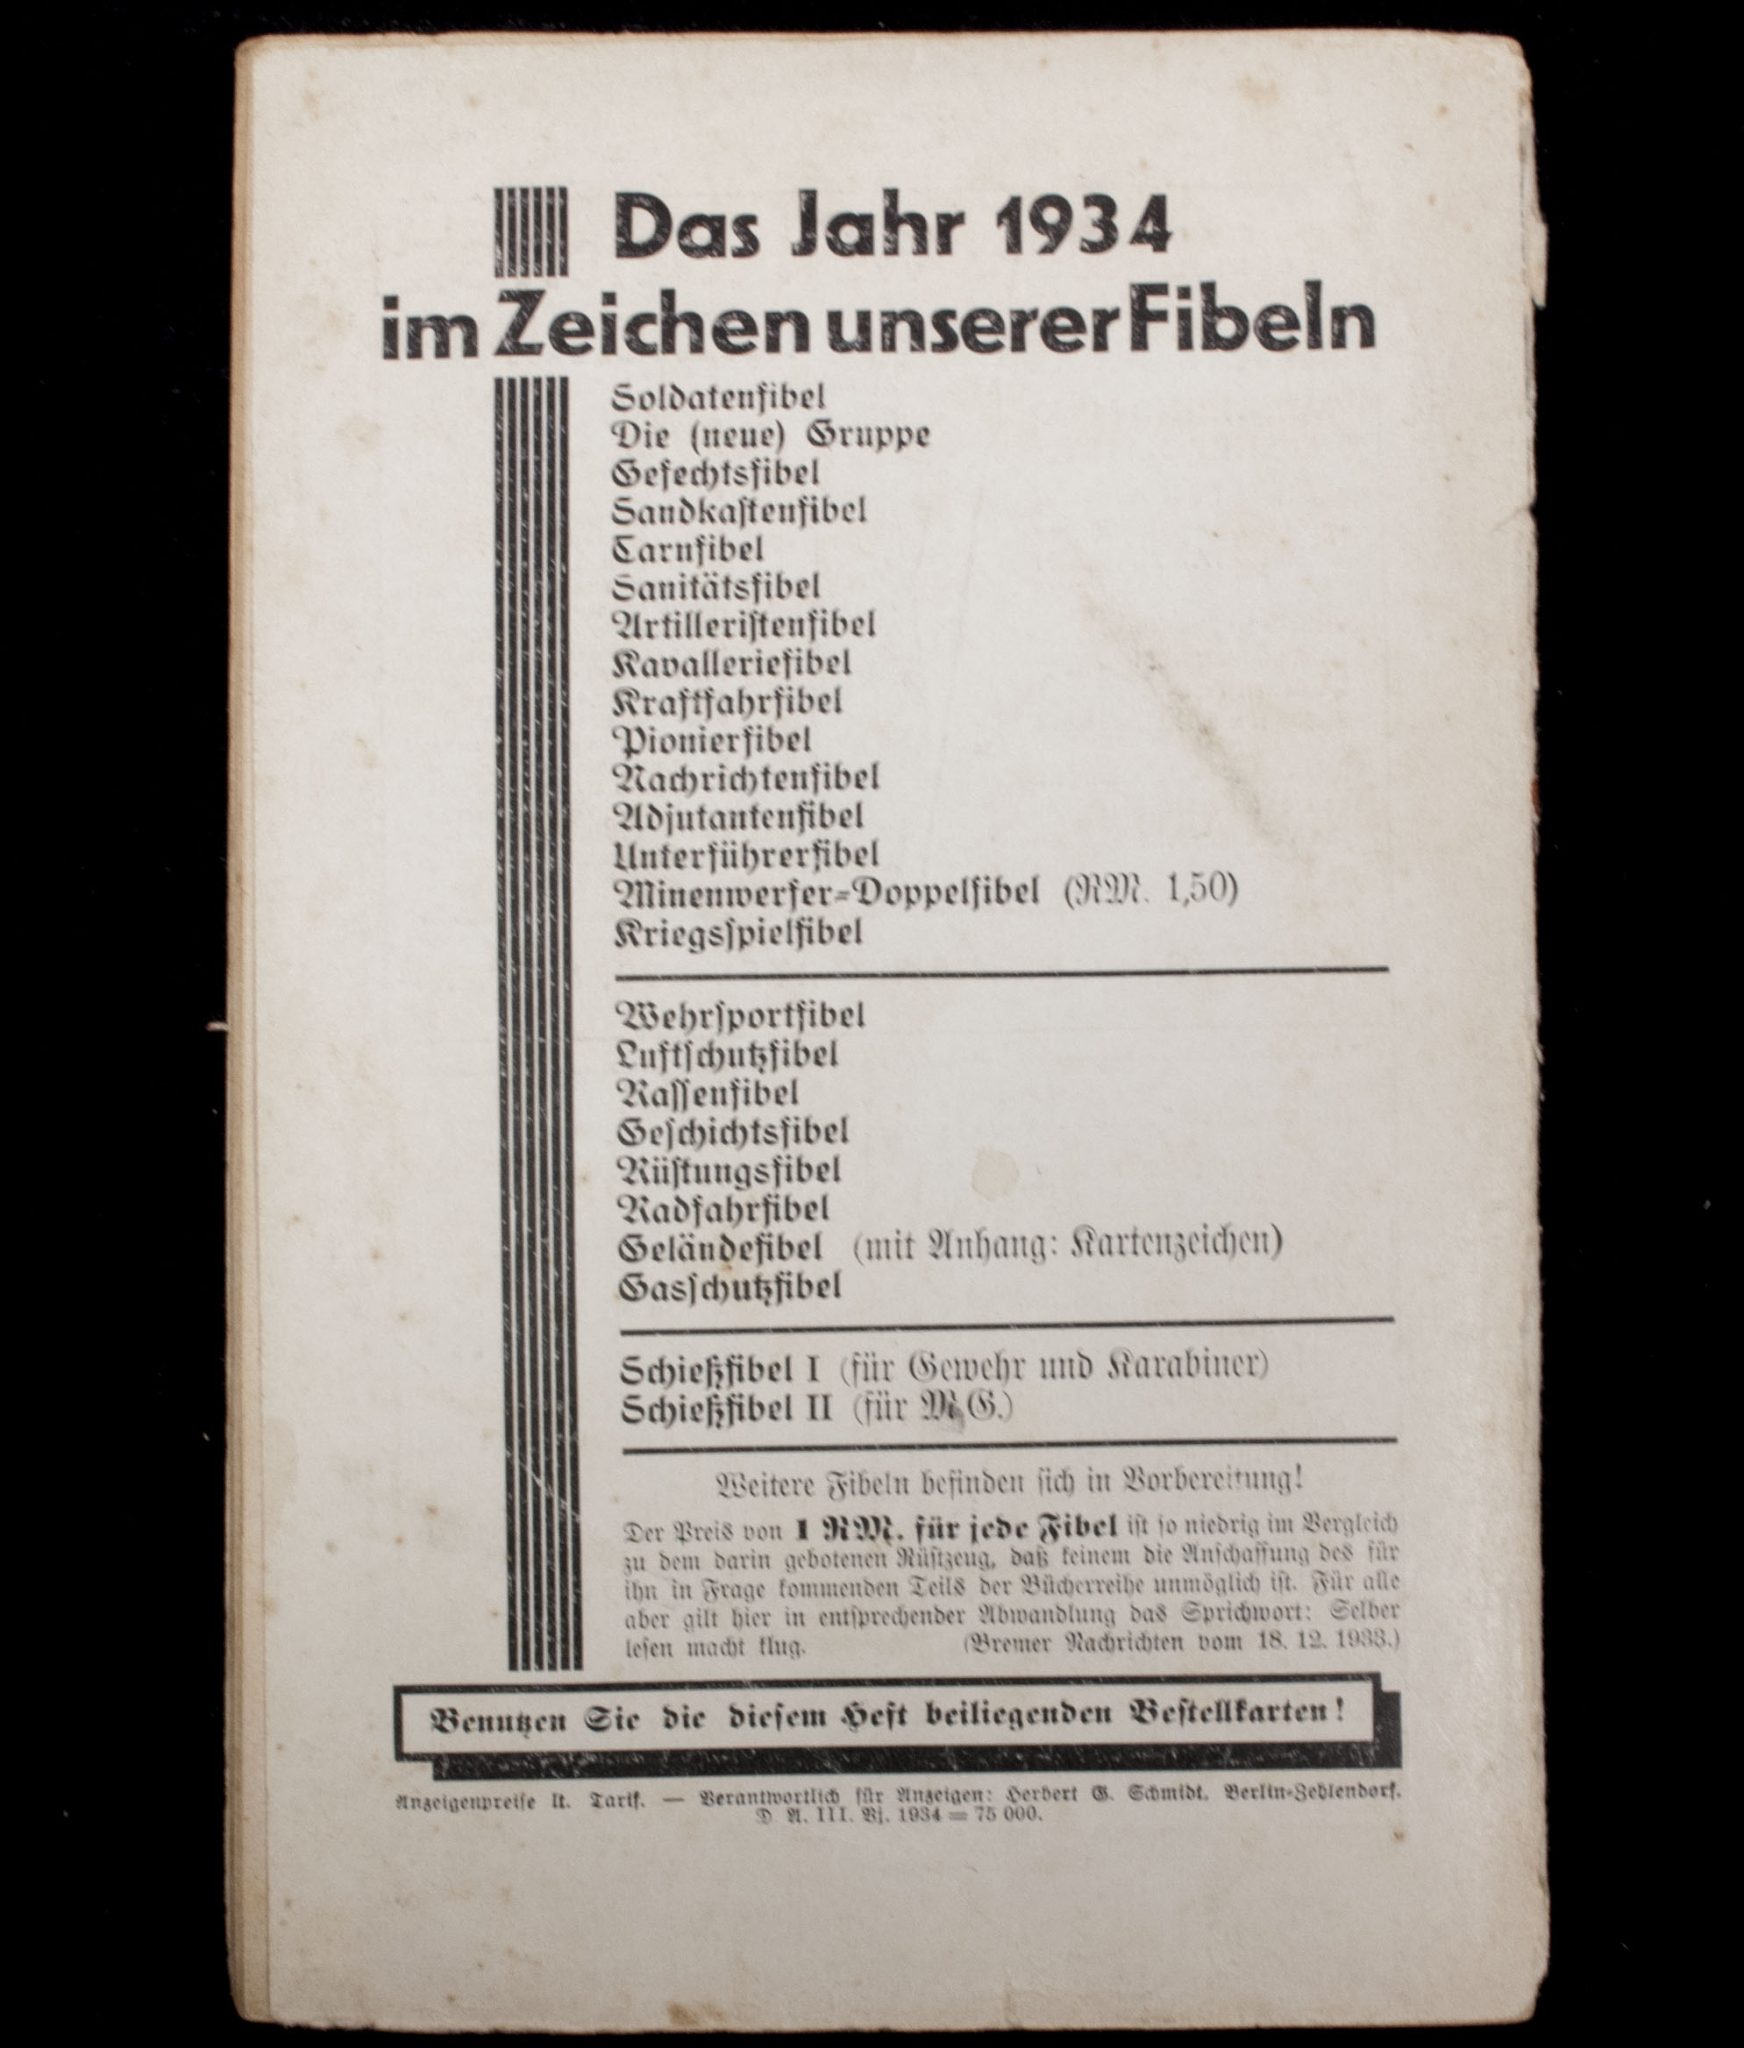 Das Jahr 1934
im Zeichen unserer Fibeln
Soldatenfibel
Die (neue) Gruppe
Gefechtsfibel
Sandkaſtenfibel
Tarnfibel
Sanitätsfibel
Artilleriſtenfibel
Kavalleriefibel
Kraftfahrfibel
Pionierfibel
Nachrichtenfibel
Adjutantenfibel
Unterführerfibel
Minenwerfer-Doppelfibel (RM. 1,50)
Kriegsſpielfibel
Wehrſportfibel
Luftſchutzfibel
Raſſenfibel
Geſchichtsfibel
Rüſtungsfibel
Radfahrfibel
Geländefibel (mit Anhang: Kartenzeichen)
Gasſchutzfibel
Schießfibel I (für Gewehr und Karabiner)
Schießfibel II (für M.G.)
Weitere Fibeln befinden ſich in Vorbereitung!
Der Preis von 1 RM. für jede Fibel iſt ſo niedrig im Vergleich
zu dem darin gebotenen Rüſtzeug, daß keinem die Anſchaffung des für
ihn in Frage kommenden Teils der Bücherreihe unmöglich iſt. Für alle
aber gilt hier in entſprechender Abwandlung das Sprichwort: Selber
leſen macht klug. (Bremer Nachrichten vom 18. 12. 1933.)
Benutzen Sie die dieſem Heft beiliegenden Beſtellkarten!
Anzeigenpreiſe lt. Tarif. — Verantwortlich für Anzeigen: Herbert G. Schmidt, Berlin-Zehlendorf.
D A. III. Vj. 1934 = 75 000.